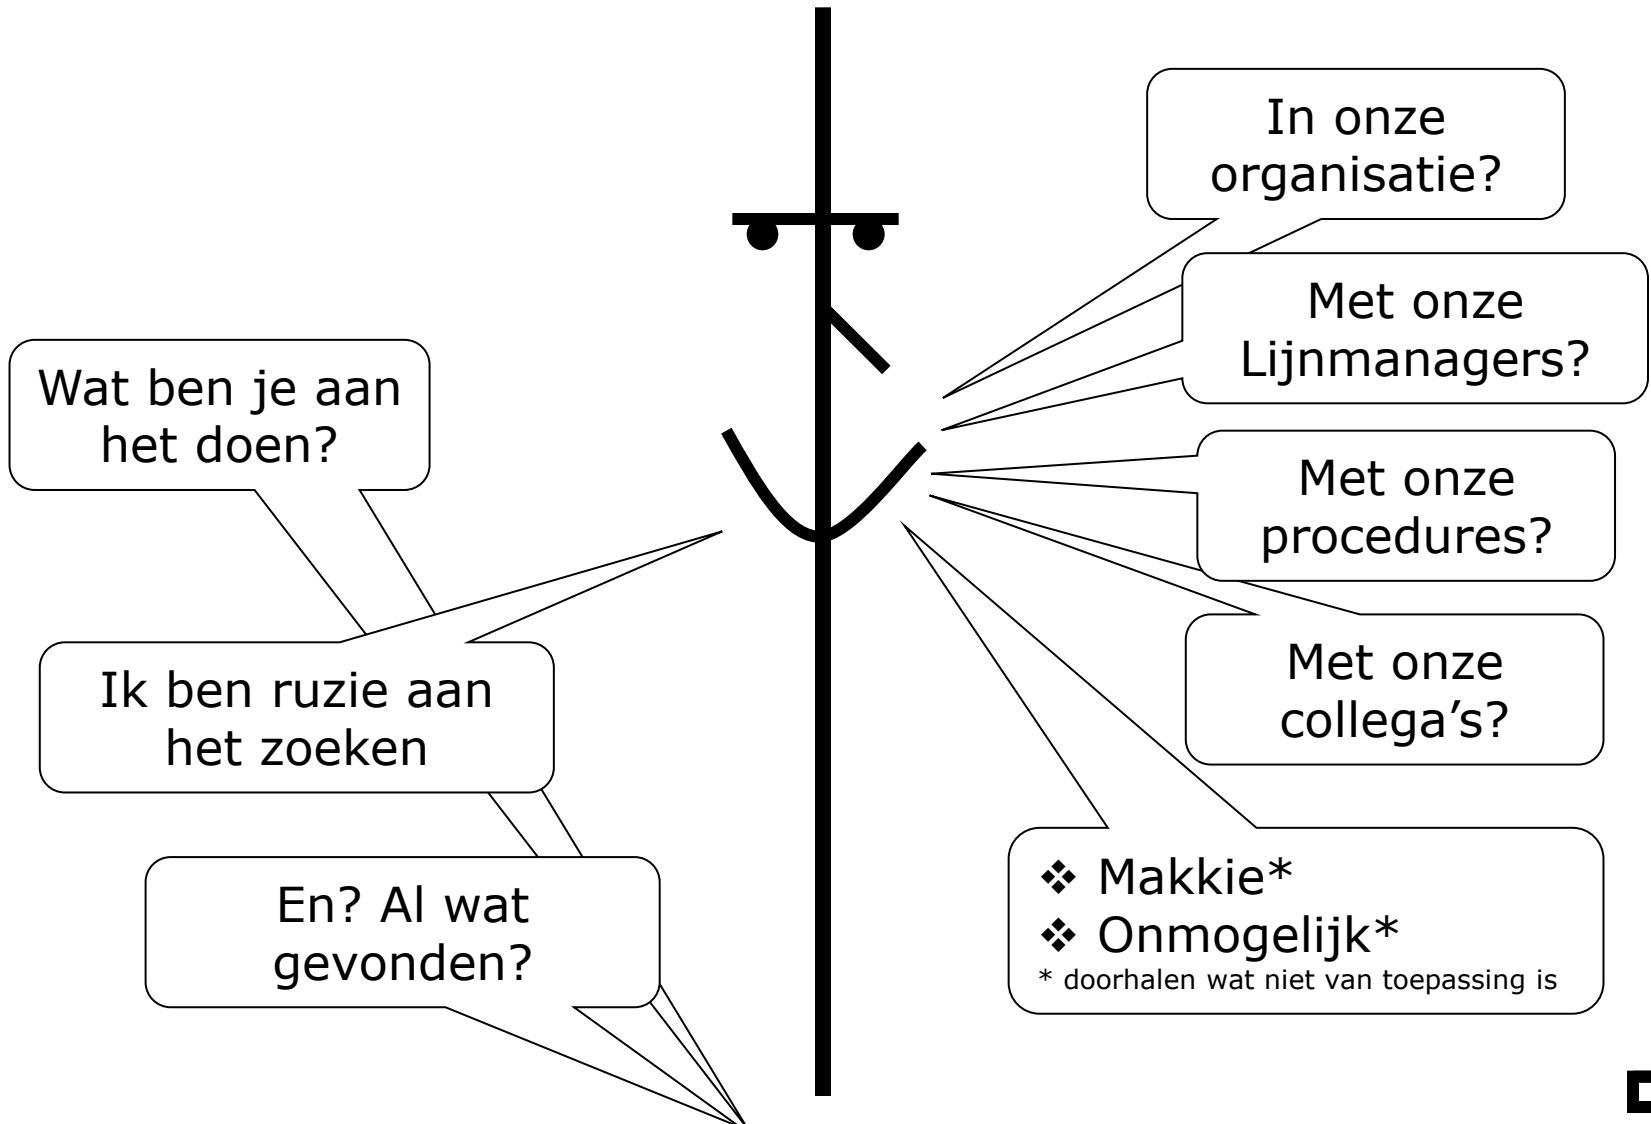 Wat ben je aan
het doen?
Ik ben ruzie aan
het zoeken
En? Al wat
gevonden?
In onze
organisatie?
Met onze
Lijnmanagers?
Met onze
procedures?
Met onze
collega’s?
❖ Makkie*
❖ Onmogelijk*
* doorhalen wat niet van toepassing is